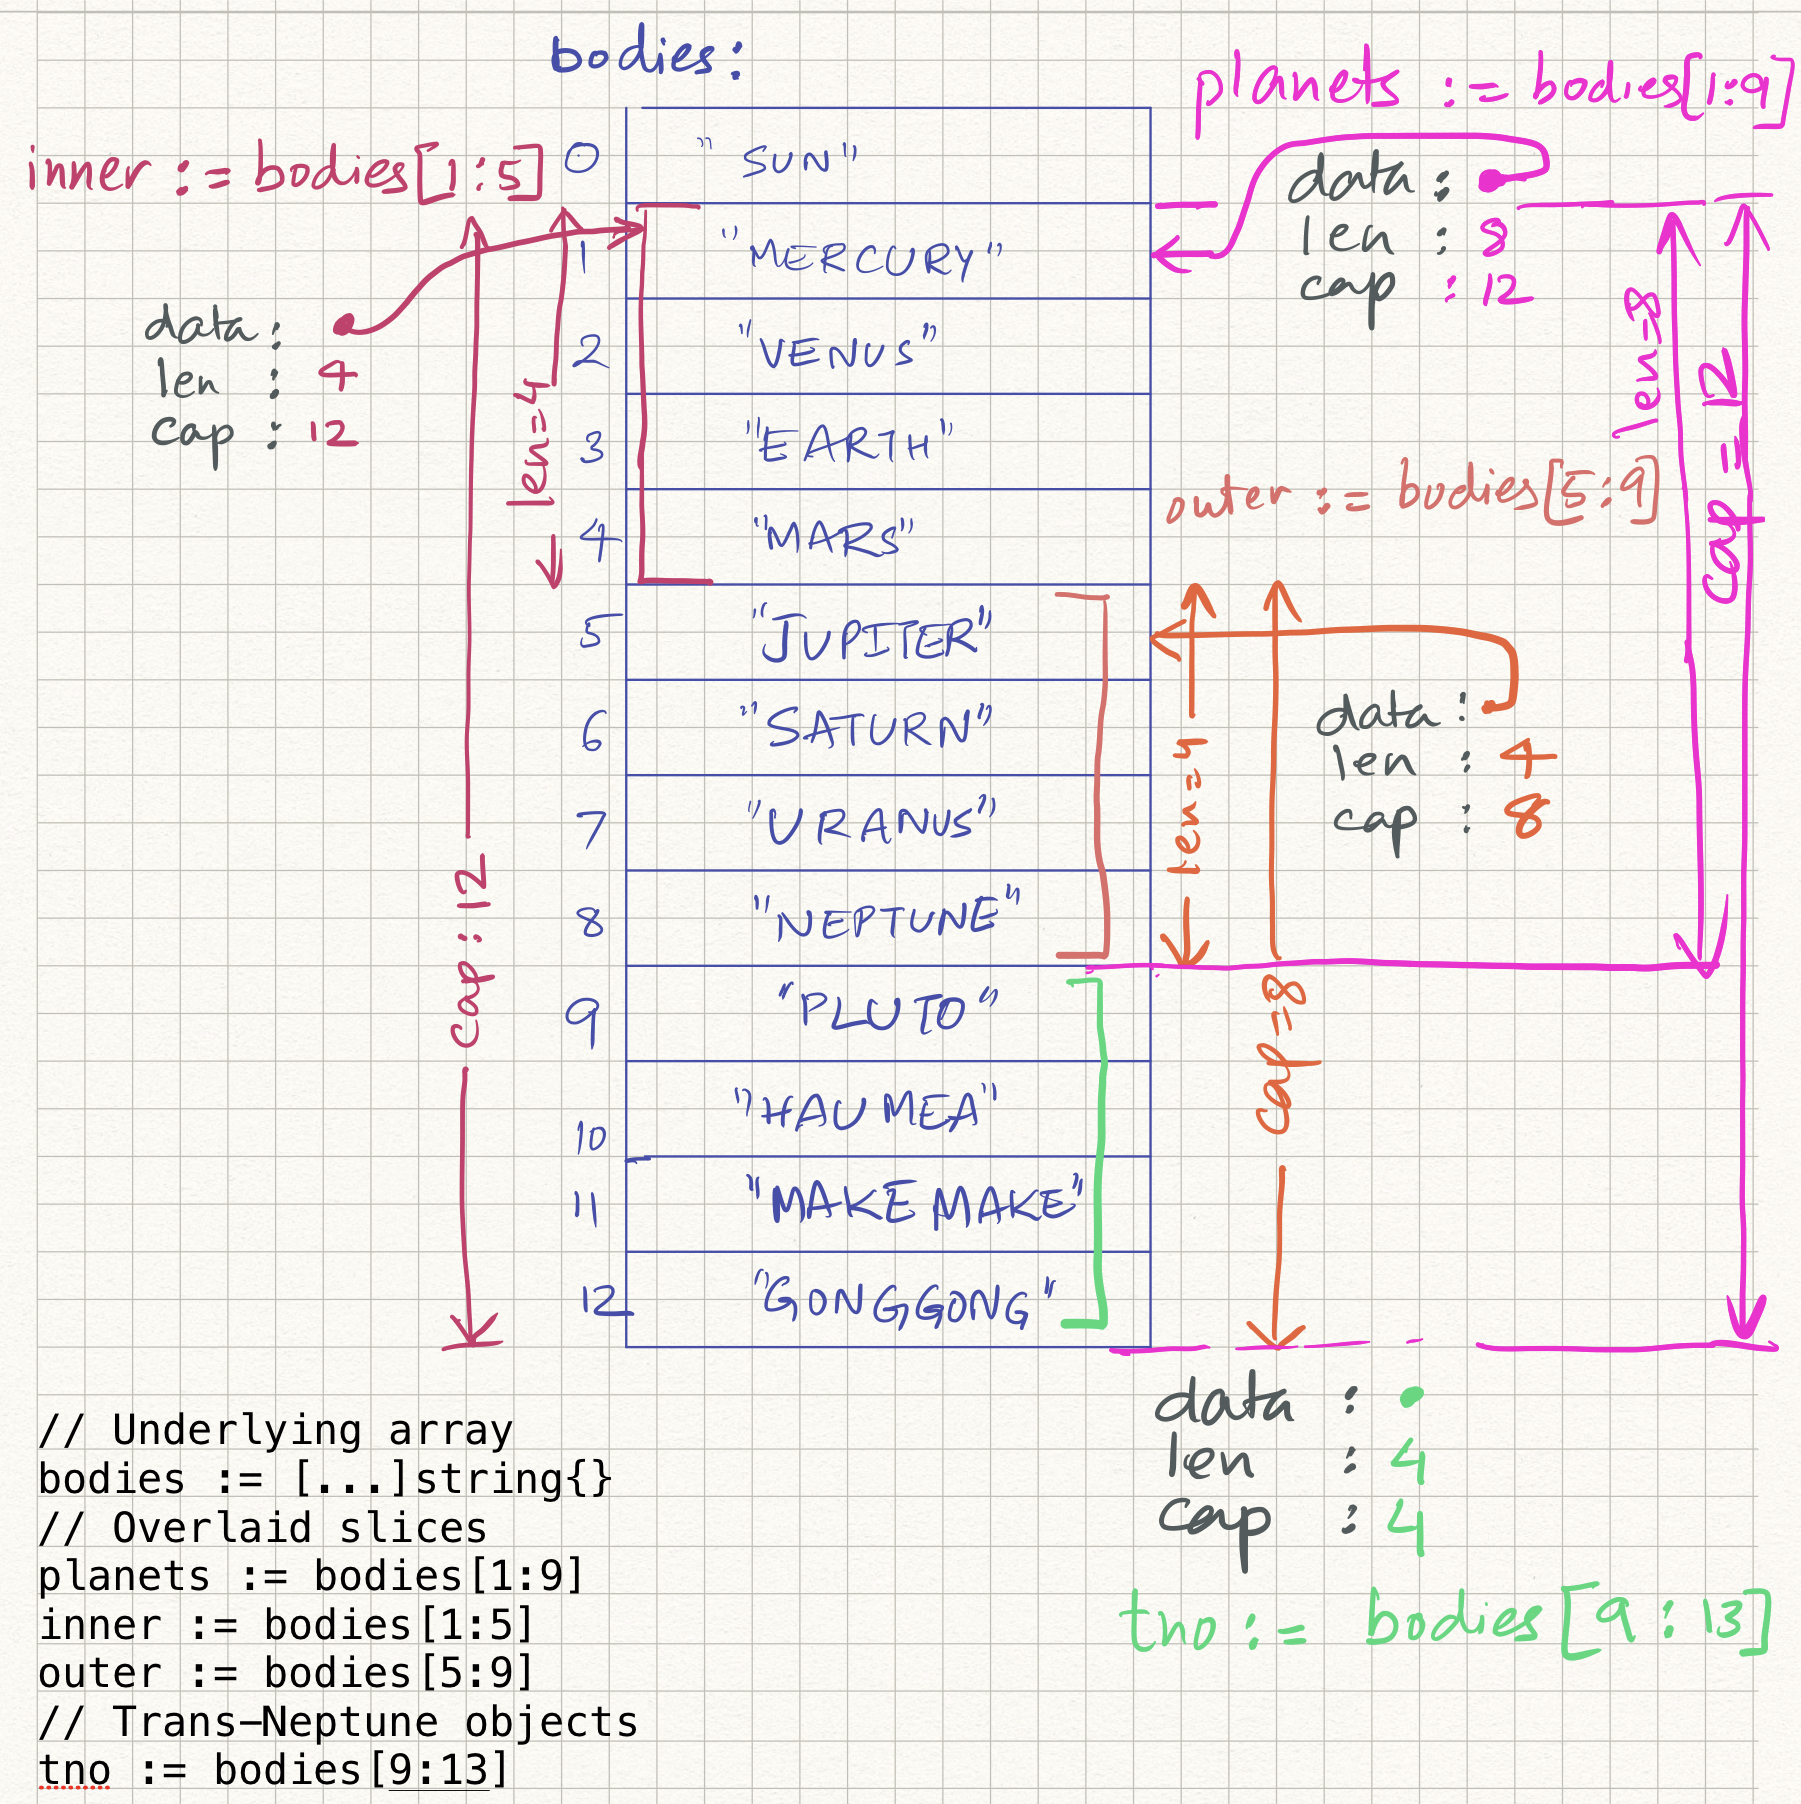 bodies:
planets := bodies[1:9]
inner := bodies[1:5]
0 "SUN"
data:
len : 8
cap : 12
1 "MERCURY"
data:
len : 4
cap : 12
2 "VENUS"
len=4
len=8
cap = 12
3 "EARTH"
outer := bodies[5:9]
4 "MARS"
5 "JUPITER"
6 "SATURN"
data:
len : 4
cap : 8
len=4
7 "URANUS"
8 "NEPTUNE"
cap : 12
9 "PLUTO"
cap=8
10 "HAUMEA"
11 "MAKEMAKE"
12 "GONGGONG"
data :
len : 4
cap : 4
tno := bodies[9:13]
// Underlying array
bodies := [...]string{}
// Overlaid slices
planets := bodies[1:9]
inner := bodies[1:5]
outer := bodies[5:9]
// Trans–Neptune objects
tno := bodies[9:13]